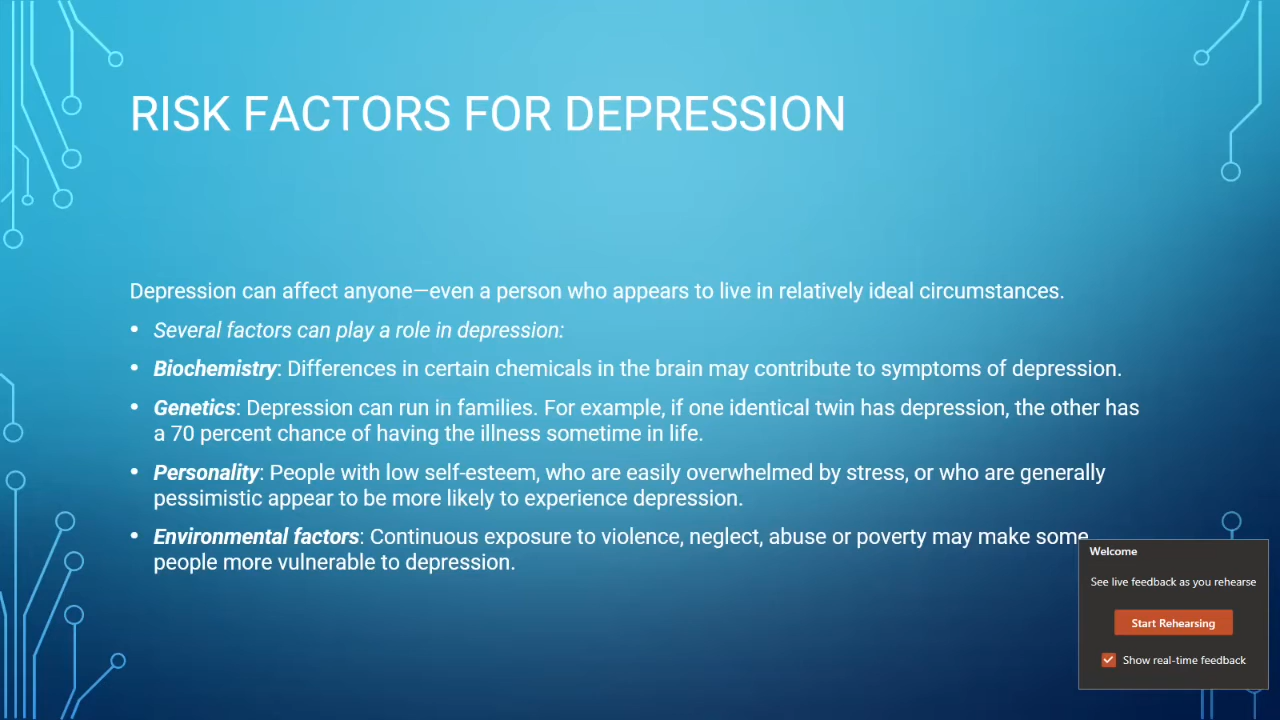 RISK FACTORS FOR DEPRESSION
Depression can affect anyone—even a person who appears to live in relatively ideal circumstances.
• Several factors can play a role in depression:
• Biochemistry: Differences in certain chemicals in the brain may contribute to symptoms of depression.
• Genetics: Depression can run in families. For example, if one identical twin has depression, the other has
a 70 percent chance of having the illness sometime in life.
• Personality: People with low self-esteem, who are easily overwhelmed by stress, or who are generally
pessimistic appear to be more likely to experience depression.
• Environmental factors: Continuous exposure to violence, neglect, abuse or poverty may make some
people more vulnerable to depression.
Welcome
See live feedback as you rehearse
Start Rehearsing
Show real-time feedback